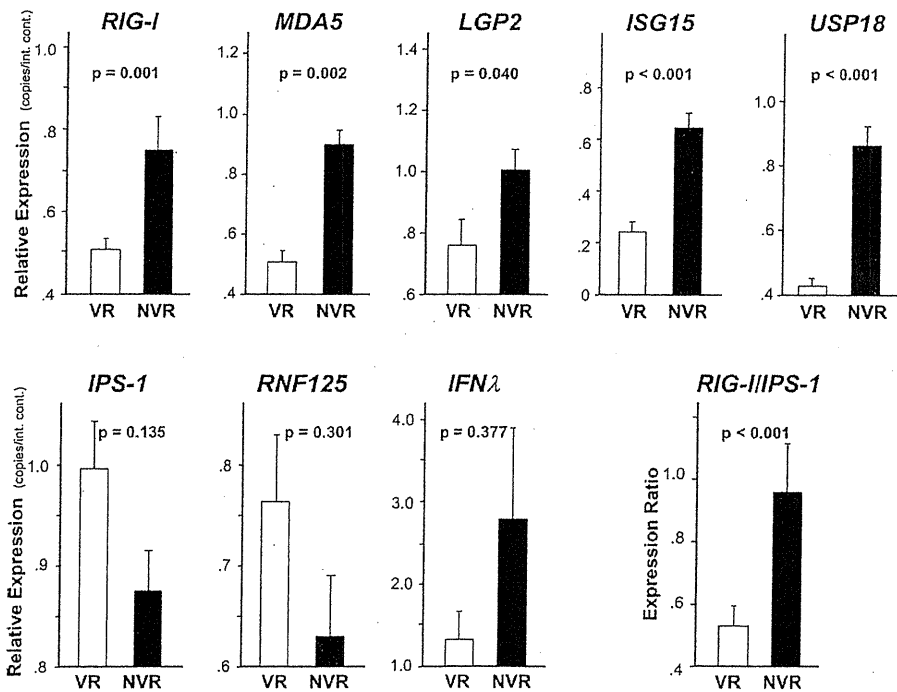 RIG-I
MDA5
LGP2
ISG15
USP18
Relative Expression (copies/int. cont.)
1.0
.8
.6
.4
p = 0.001
VR NVR
1.2
1.0
.8
.6
.4
p = 0.002
VR NVR
1.4
1.2
1.0
.8
.6
p = 0.040
VR NVR
.8
.6
.4
.2
0
p < 0.001
VR NVR
1.0
.8
.6
.4
p < 0.001
VR NVR
IPS-1
RNF125
IFNλ
RIG-I/IPS-1
Relative Expression (copies/int. cont.)
1.0
.9
.8
p = 0.135
VR NVR
.8
.7
.6
p = 0.301
VR NVR
4.0
3.0
2.0
1.0
p = 0.377
VR NVR
Expression Ratio
1.0
.8
.6
.4
p < 0.001
VR NVR